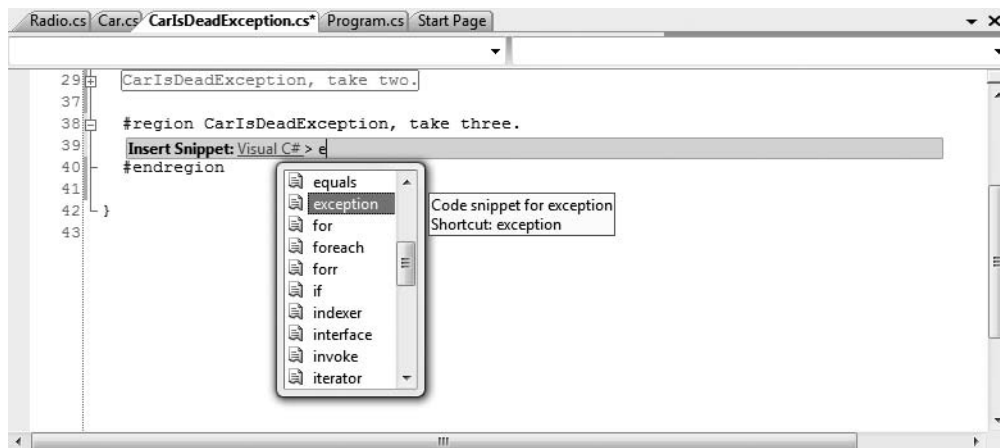 Radio.cs Car.cs CarIsDeadException.cs* Program.cs Start Page
29 CarIsDeadException, take two.
37
38 #region CarIsDeadException, take three.
39 Insert Snippet: Visual C# > e
40 #endregion
41
42 }
43
equals
exception
for
foreach
forr
if
indexer
interface
invoke
iterator
Code snippet for exception
Shortcut: exception